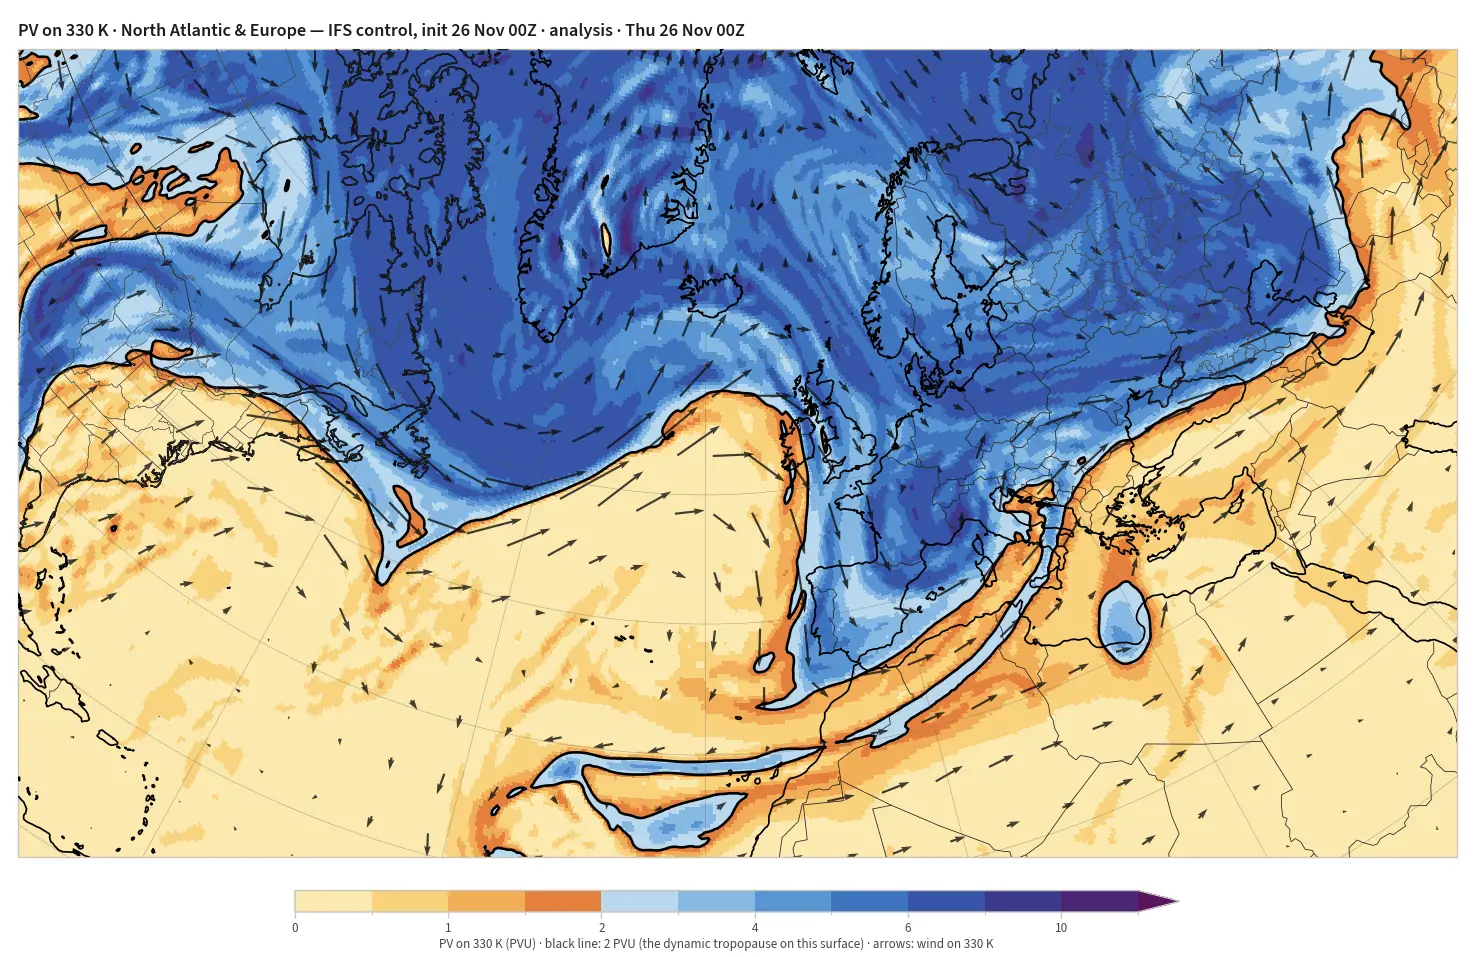 PV on 330 K · North Atlantic & Europe — IFS control, init 26 Nov 00Z · analysis · Thu 26 Nov 00Z
0 1 2 4 6 10
PV on 330 K (PVU) · black line: 2 PVU (the dynamic tropopause on this surface) · arrows: wind on 330 K